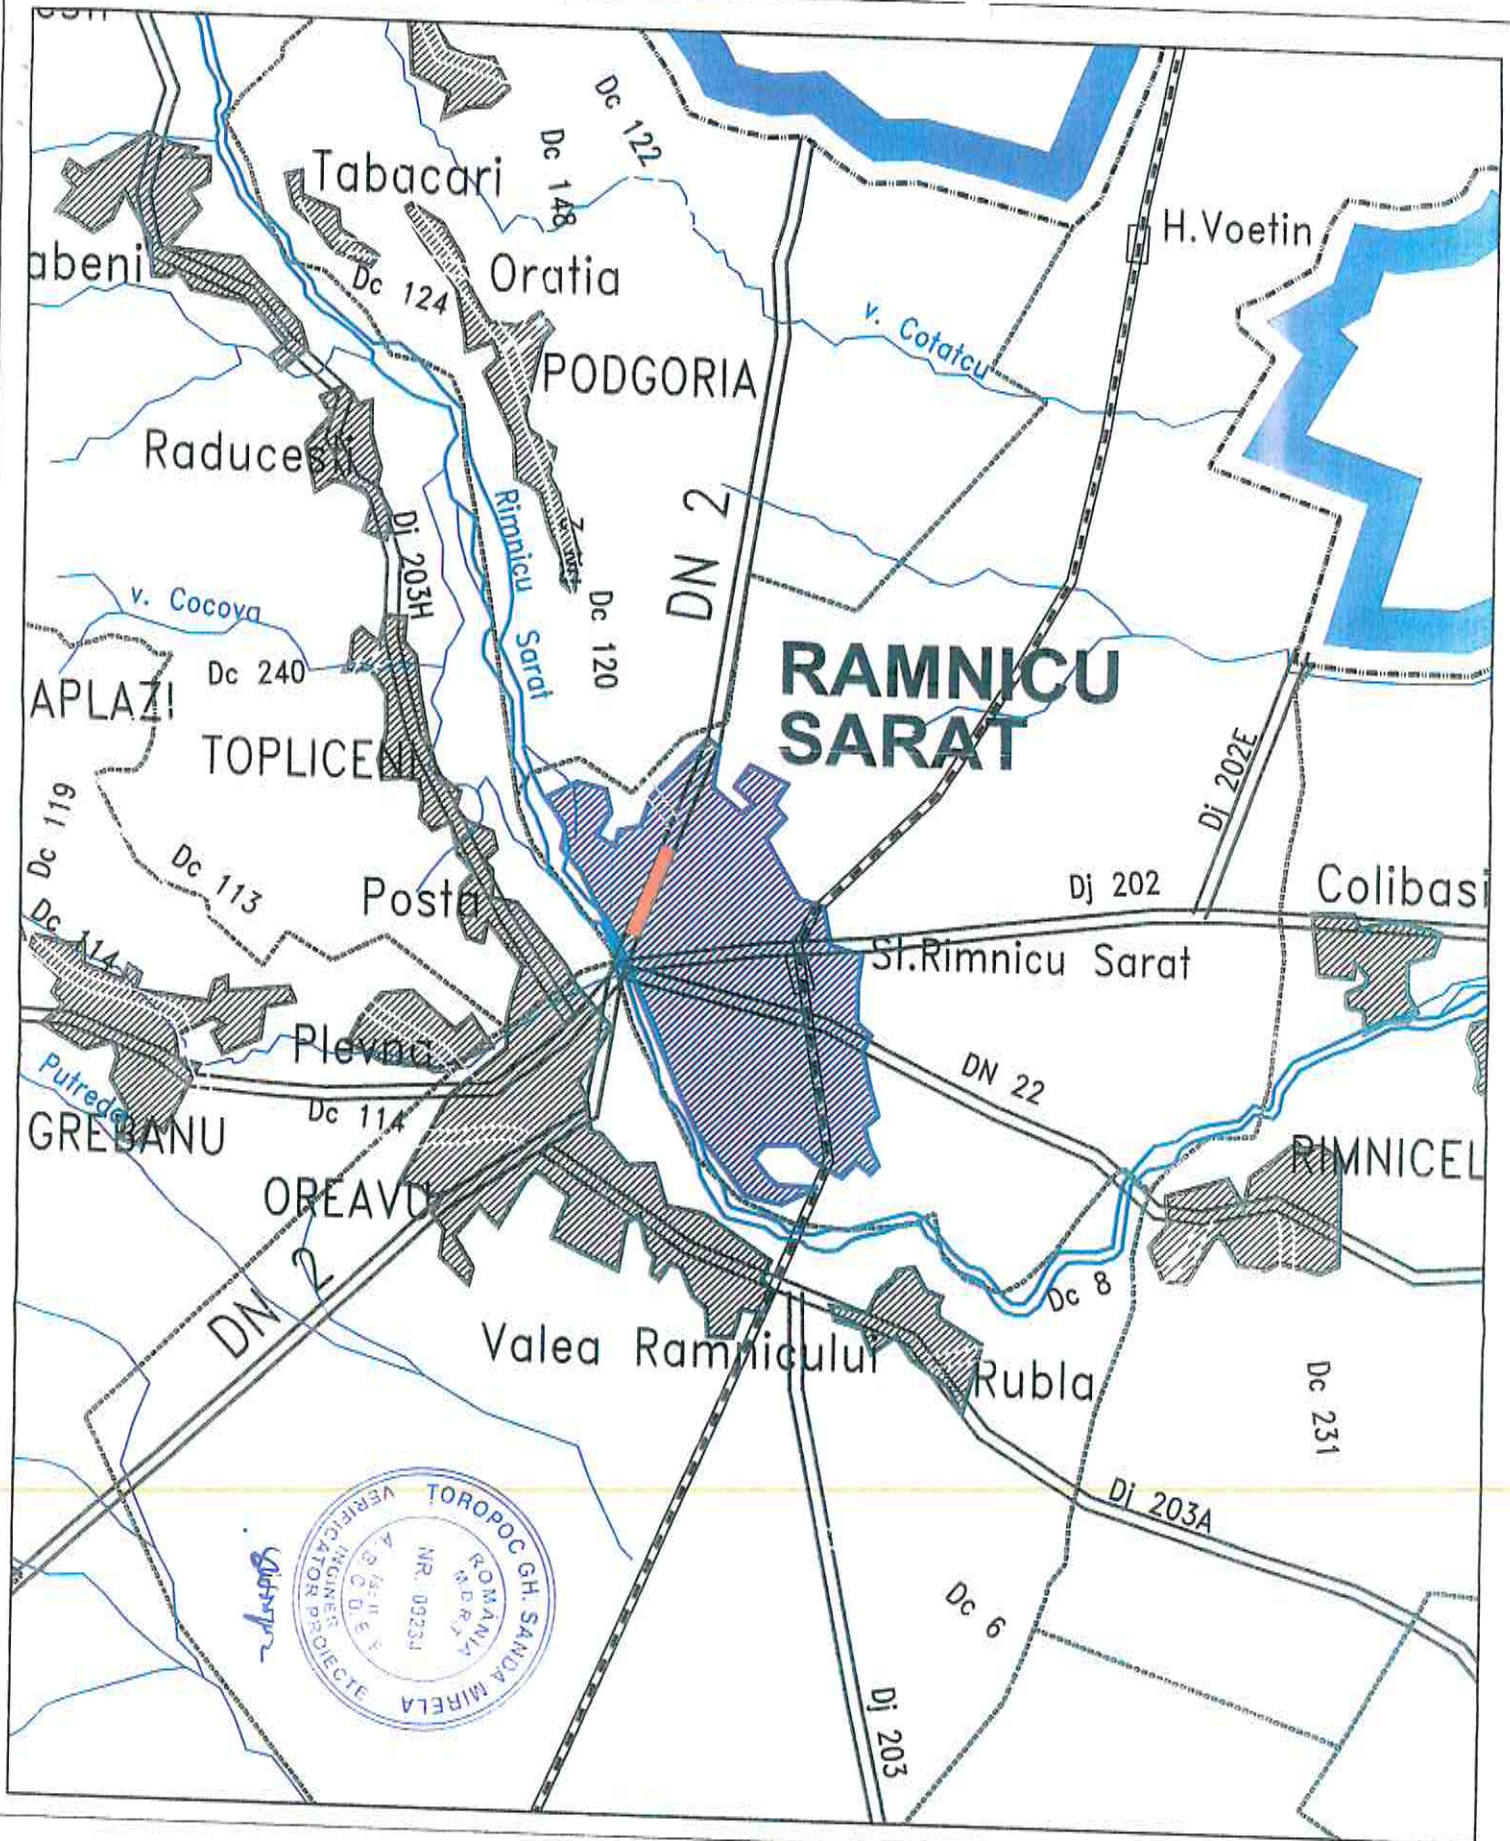 Dc 122
Dc 148
Tabacari
H.Voetin
abeni
Oratia
Dc 124
v. Cotatcu
PODGORIA
Raducesti
DN 2
Rimnicu Sarat
Dj 203H
v. Cocova
Dc 120
RAMNICU
SARAT
Dc 240
APLAZI
TOPLICENI
Dj 202E
Dc 119
Dc 113
Posta
Dj 202
Colibasi
Dc 114
St.Rimnicu Sarat
Plevna
DN 22
Putreda
Dc 114
GREBANU
RIMNICEL
OREAVU
DN 2
Dc 8
Valea Ramnicului
Rubla
Dc 231
Dj 203A
TOROPOC GH. SANDA MIRELA
VERIFICATOR PROIECTE
INGINER
ROMÂNIA
M.D.R.T
Dc 6
Dj 203